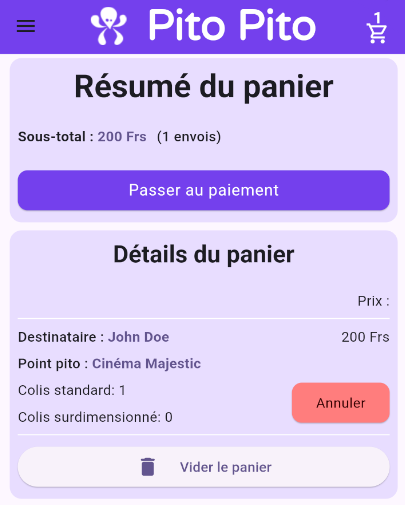 Pito Pito
1
Résumé du panier
Sous-total : 200 Frs (1 envois)
Passer au paiement
Détails du panier
Prix :
Destinataire : John Doe 200 Frs
Point pito : Cinéma Majestic
Colis standard: 1
Colis surdimensionné: 0
Annuler
Vider le panier